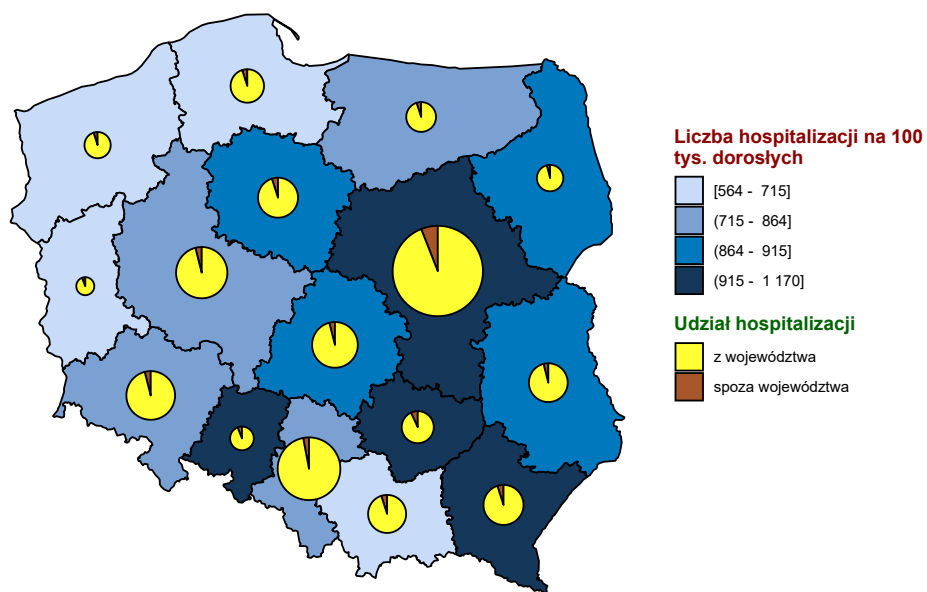 Liczba hospitalizacji na 100
tys. dorosłych
[564 - 715]
(715 - 864]
(864 - 915]
(915 - 1 170]
Udział hospitalizacji
z województwa
spoza województwa